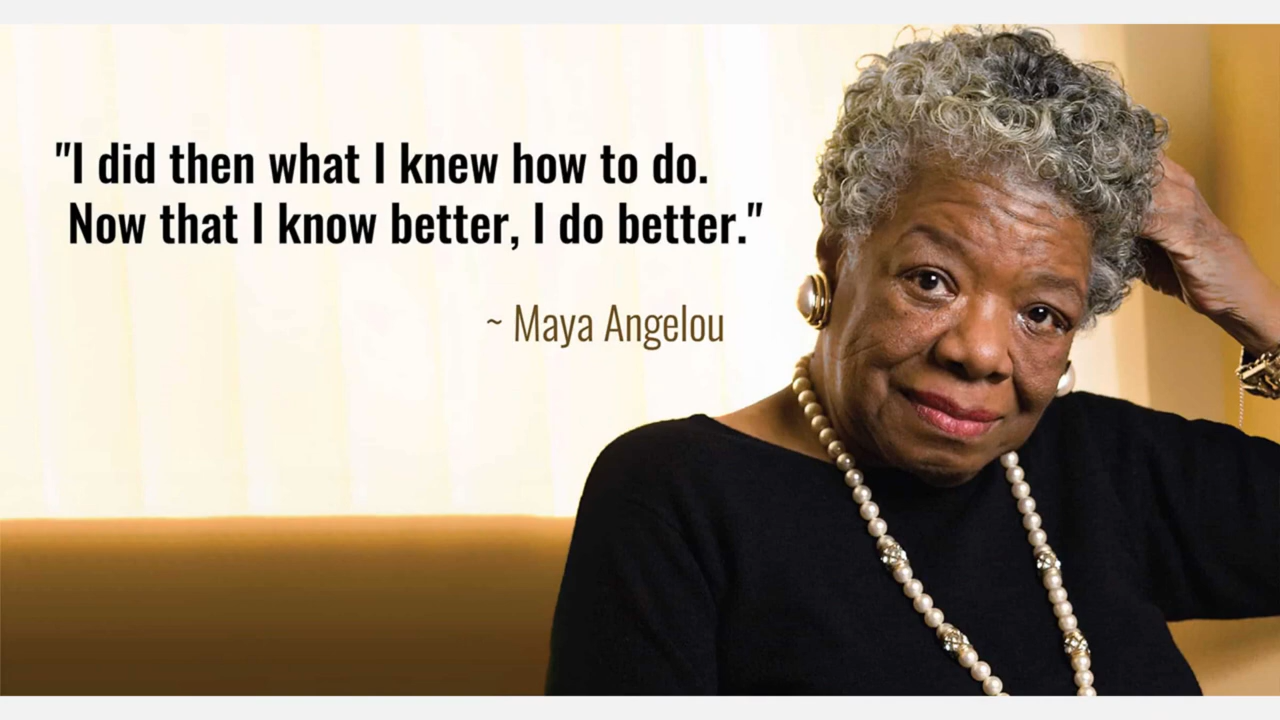 "I did then what I knew how to do.
Now that I know better, I do better."
~ Maya Angelou